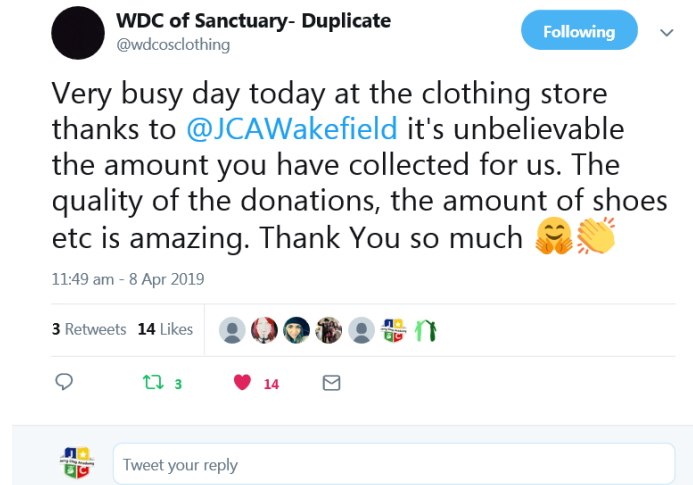 WDC of Sanctuary- Duplicate
@wdcosclothing
Following
Very busy day today at the clothing store
thanks to @JCAWakefield it's unbelievable
the amount you have collected for us. The
quality of the donations, the amount of shoes
etc is amazing. Thank You so much 🤗👏
11:49 am - 8 Apr 2019
3 Retweets 14 Likes
3 14
Tweet your reply